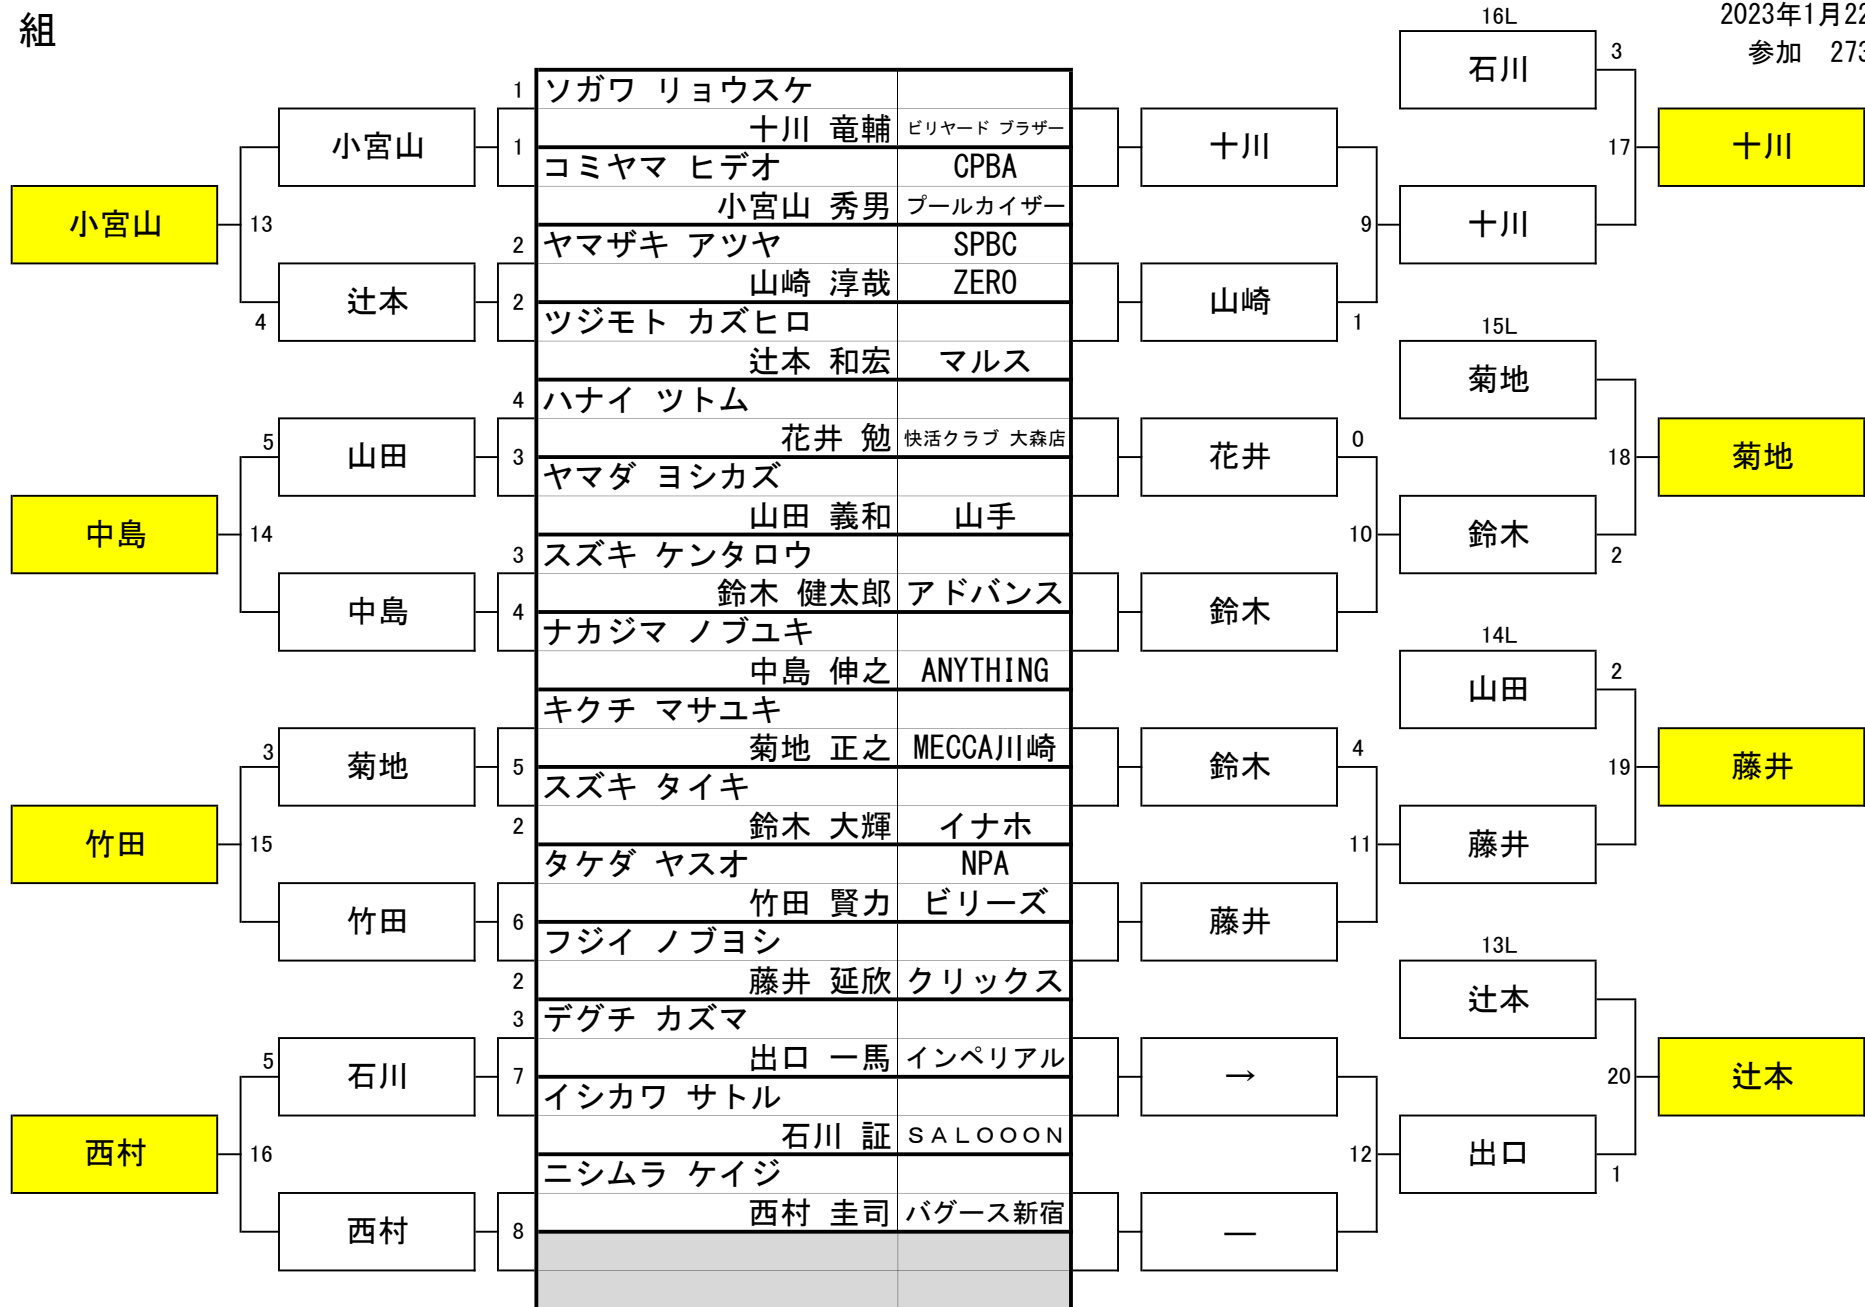 組
2023年1月22
参加 273
16L
石川 3
1 ソガワ リョウスケ
小宮山 1 十川 竜輔 ビリヤード ブラザー 十川 17 十川
コミヤマ ヒデオ CPBA
小宮山 13 小宮山 秀男 プールカイザー 9 十川
2 ヤマザキ アツヤ SPBC
山崎 淳哉 ZERO
4 辻本 2 ツジモト カズヒロ 山崎 1
15L
辻本 和宏 マルス 菊地
4 ハナイ ツトム
5 山田 3 花井 勉 快活クラブ 大森店 花井 0 18 菊地
ヤマダ ヨシカズ
中島 14 山田 義和 山手 10 鈴木 2
3 スズキ ケンタロウ
中島 4 鈴木 健太郎 アドバンス 鈴木
ナカジマ ノブユキ
14L
中島 伸之 ANYTHING 山田 2
キクチ マサユキ
3 菊地 5 菊地 正之 MECCA川崎 鈴木 4 19 藤井
スズキ タイキ
竹田 15 2 鈴木 大輝 イナホ 11 藤井
タケダ ヤスオ NPA
竹田 6 竹田 賢力 ビリーズ 藤井
フジイ ノブヨシ
13L
2 藤井 延欣 クリックス 辻本
3 デグチ カズマ
5 石川 7 出口 一馬 インペリアル → 20 辻本
イシカワ サトル
西村 16 石川 証 ＳＡＬＯＯＯＮ 12 出口 1
ニシムラ ケイジ
西村 8 西村 圭司 バグース新宿 ―